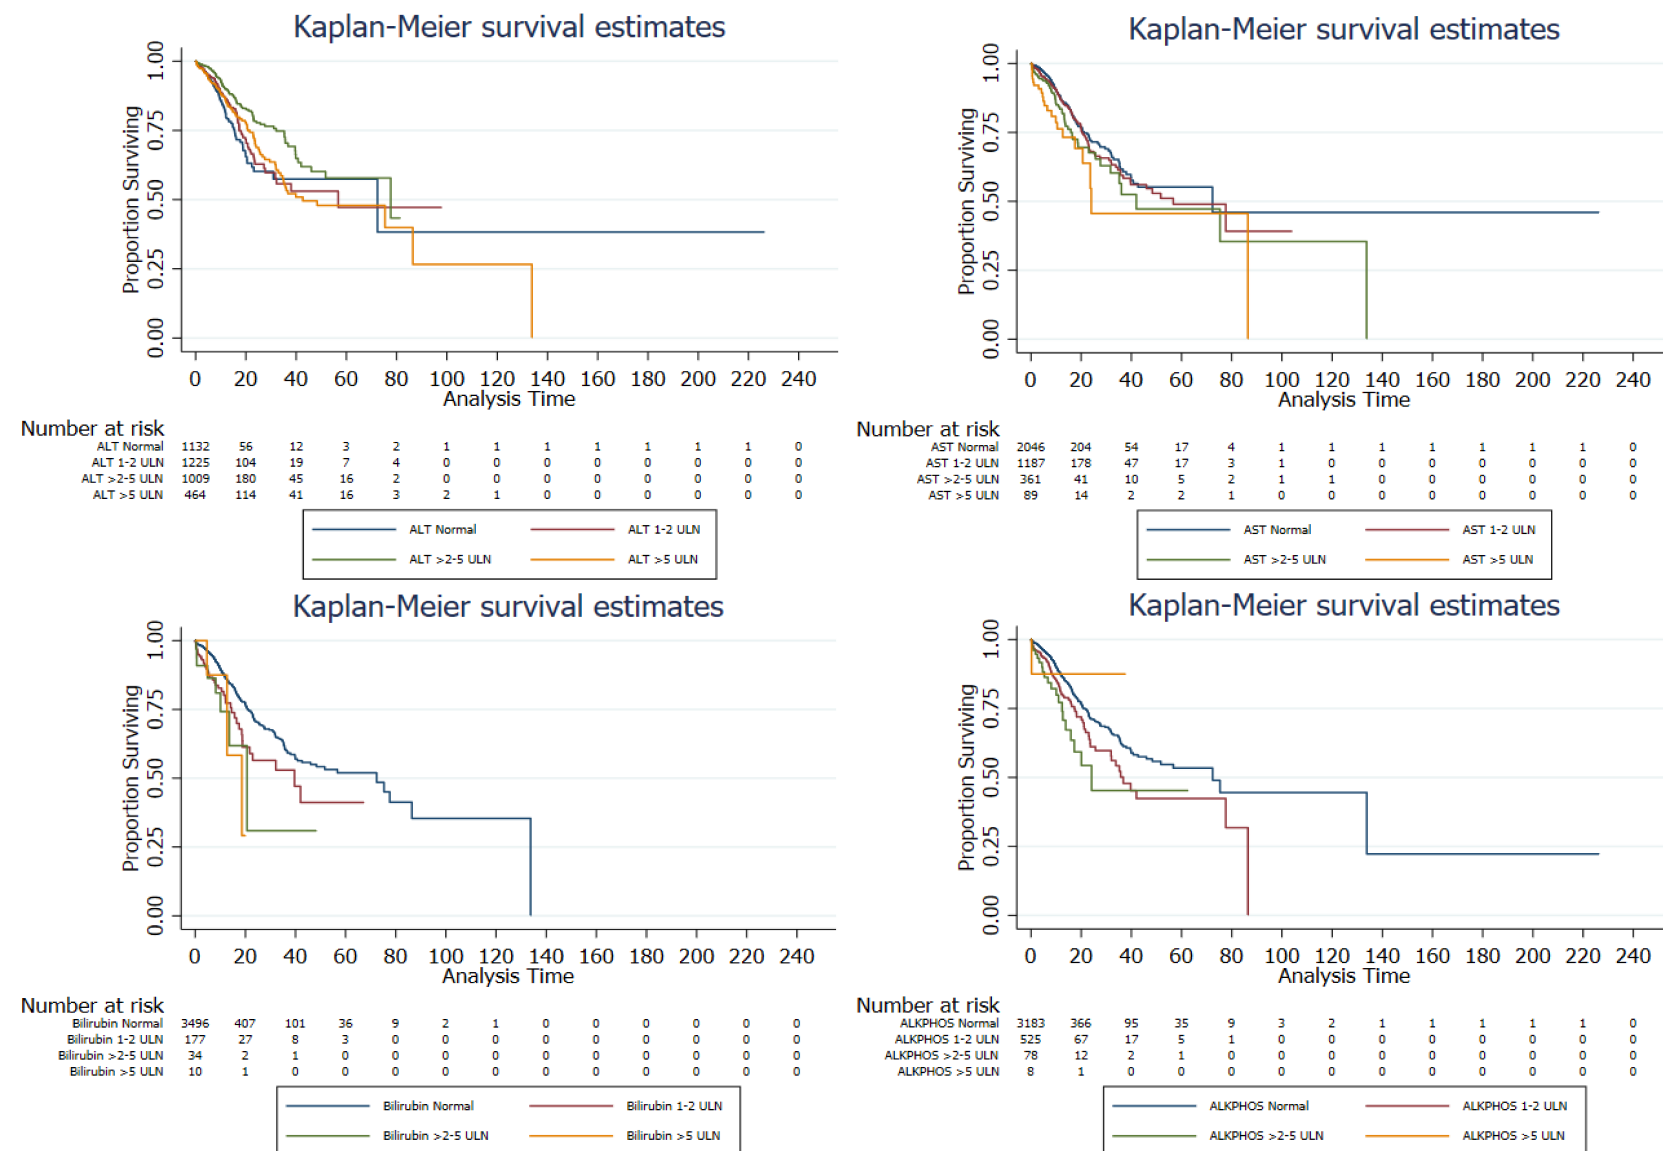 Kaplan-Meier survival estimates
Proportion Surviving
1.00
0.75
0.50
0.25
0.00
0 20 40 60 80 100 120 140 160 180 200 220 240
Analysis Time
Number at risk
ALT Normal 1132 56 12 3 2 1 1 1 1 1 1 1 0
ALT 1-2 ULN 1225 104 19 7 4 0 0 0 0 0 0 0 0
ALT >2-5 ULN 1009 180 45 16 2 0 0 0 0 0 0 0 0
ALT >5 ULN 464 114 41 16 3 2 1 0 0 0 0 0 0
ALT Normal ALT 1-2 ULN
ALT >2-5 ULN ALT >5 ULN
Kaplan-Meier survival estimates
Proportion Surviving
1.00
0.75
0.50
0.25
0.00
0 20 40 60 80 100 120 140 160 180 200 220 240
Analysis Time
Number at risk
AST Normal 2046 204 54 17 4 1 1 1 1 1 1 1 0
AST 1-2 ULN 1187 178 47 17 3 1 0 0 0 0 0 0 0
AST >2-5 ULN 361 41 10 5 2 1 1 0 0 0 0 0 0
AST >5 ULN 89 14 2 2 1 0 0 0 0 0 0 0 0
AST Normal AST 1-2 ULN
AST >2-5 ULN AST >5 ULN
Kaplan-Meier survival estimates
Proportion Surviving
1.00
0.75
0.50
0.25
0.00
0 20 40 60 80 100 120 140 160 180 200 220 240
Analysis Time
Number at risk
Bilirubin Normal 3496 407 101 36 9 2 1 0 0 0 0 0 0
Bilirubin 1-2 ULN 177 27 8 3 0 0 0 0 0 0 0 0 0
Bilirubin >2-5 ULN 34 2 1 0 0 0 0 0 0 0 0 0 0
Bilirubin >5 ULN 10 1 0 0 0 0 0 0 0 0 0 0 0
Bilirubin Normal Bilirubin 1-2 ULN
Bilirubin >2-5 ULN Bilirubin >5 ULN
Kaplan-Meier survival estimates
Proportion Surviving
1.00
0.75
0.50
0.25
0.00
0 20 40 60 80 100 120 140 160 180 200 220 240
Analysis Time
Number at risk
ALKPHOS Normal 3183 366 95 35 9 3 2 1 1 1 1 1 0
ALKPHOS 1-2 ULN 525 67 17 5 1 0 0 0 0 0 0 0 0
ALKPHOS >2-5 ULN 78 12 2 1 0 0 0 0 0 0 0 0 0
ALKPHOS >5 ULN 8 1 0 0 0 0 0 0 0 0 0 0 0
ALKPHOS Normal ALKPHOS 1-2 ULN
ALKPHOS >2-5 ULN ALKPHOS >5 ULN